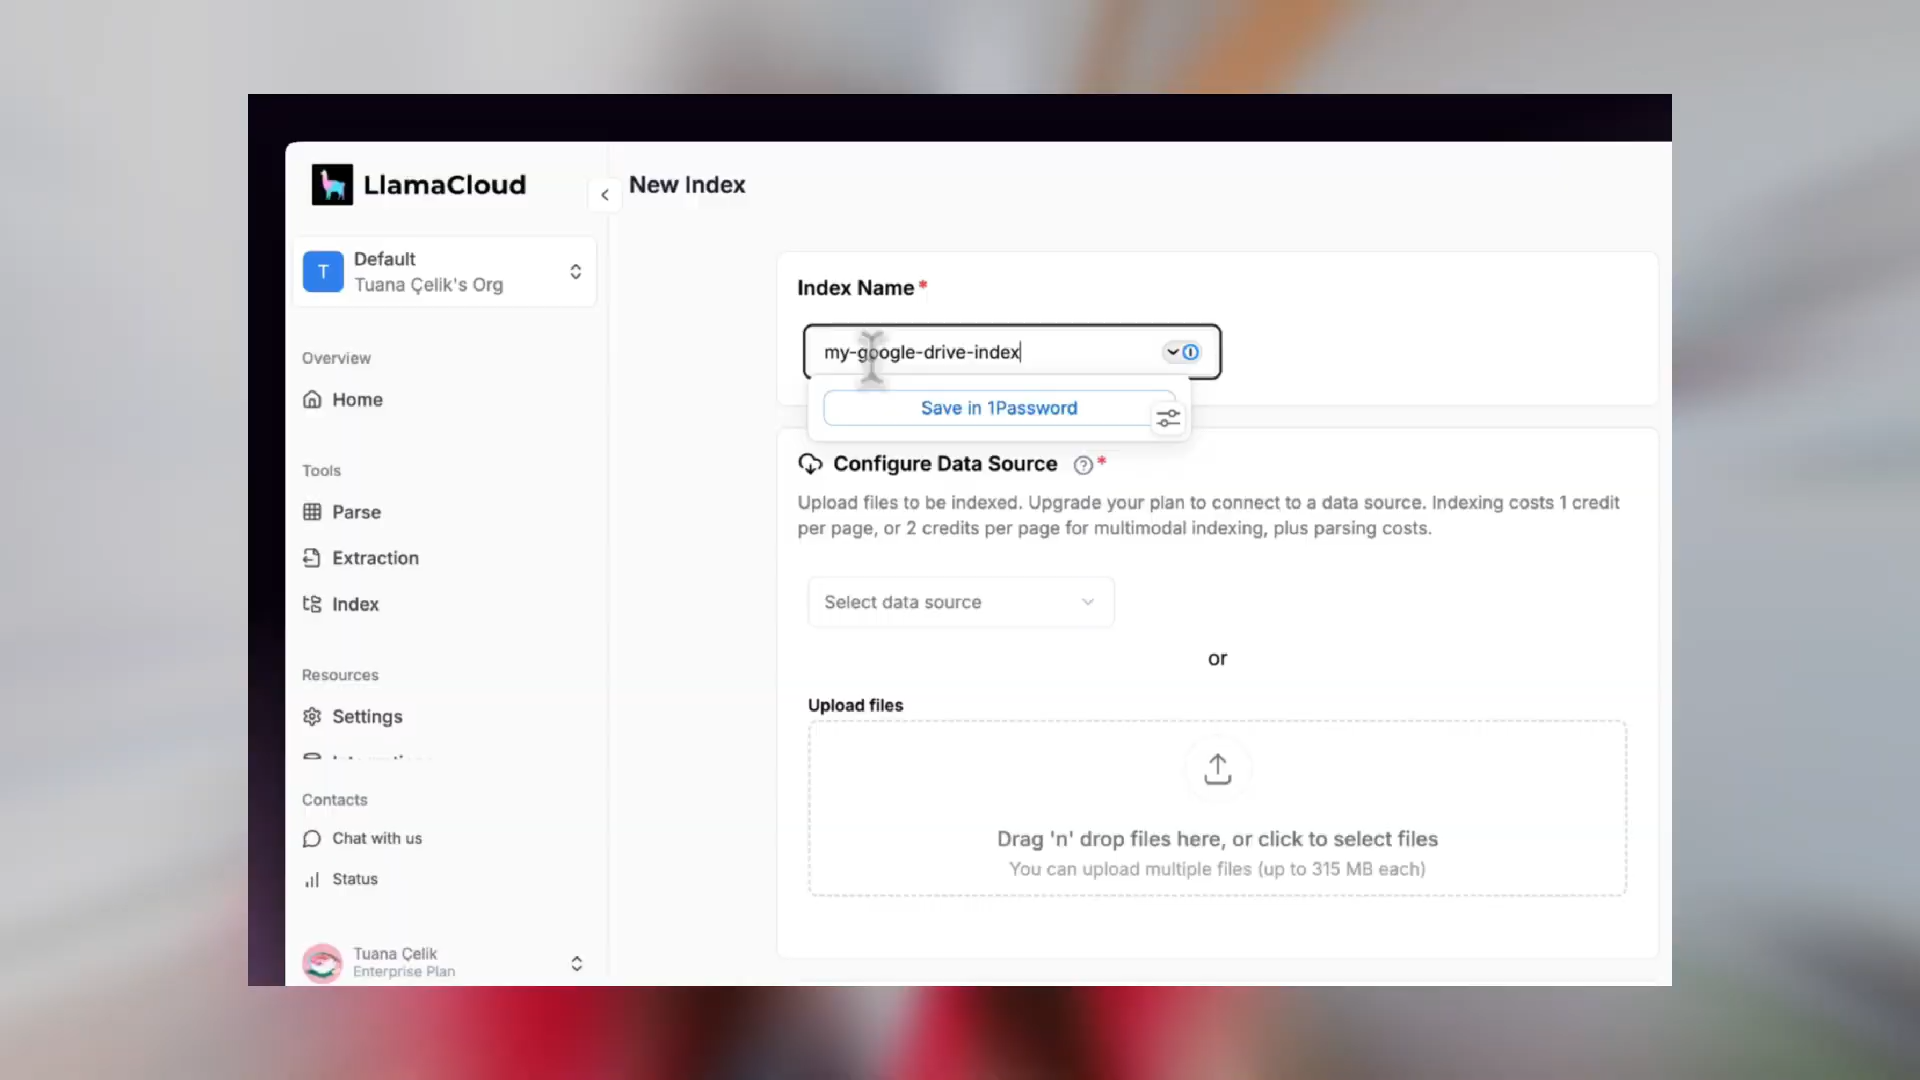 LlamaCloud
New Index
T
Default
Tuana Çelik's Org
Overview
Home
Tools
Parse
Extraction
Index
Resources
Settings
Contacts
Chat with us
Status
Tuana Çelik
Enterprise Plan
Index Name*
my-google-drive-index
Save in 1Password
Configure Data Source ? *
Upload files to be indexed. Upgrade your plan to connect to a data source. Indexing costs 1 credit
per page, or 2 credits per page for multimodal indexing, plus parsing costs.
Select data source
or
Upload files
Drag 'n' drop files here, or click to select files
You can upload multiple files (up to 315 MB each)